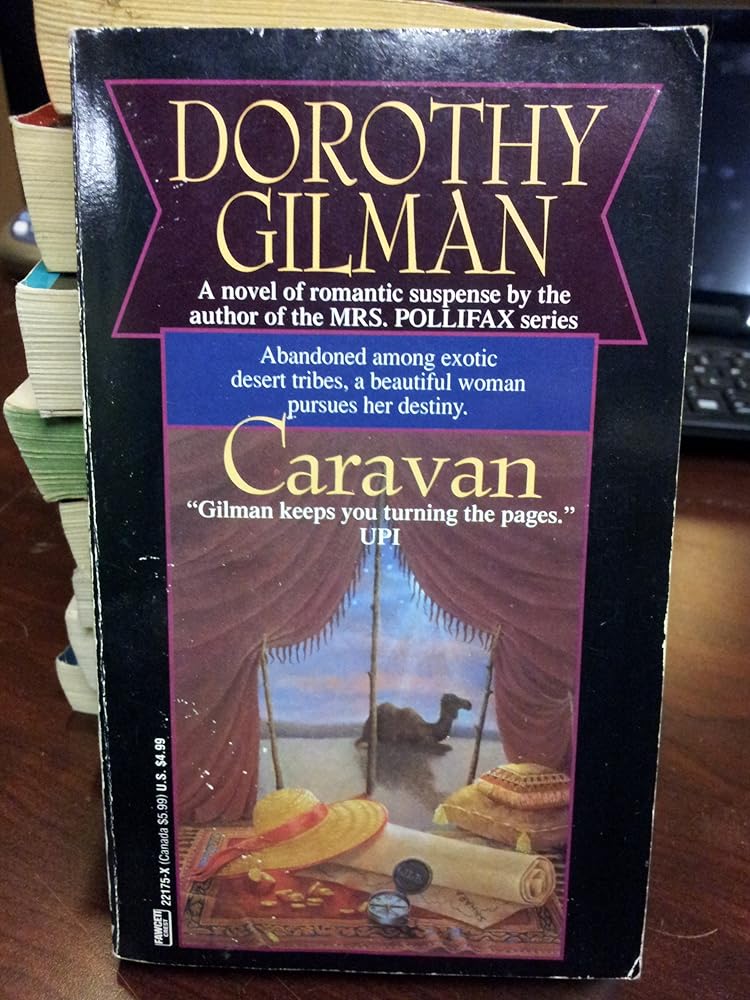 DOROTHY
GILMAN
A novel of romantic suspense by the
author of the MRS. POLLIFAX series
Abandoned among exotic
desert tribes, a beautiful woman
pursues her destiny.
Caravan
“Gilman keeps you turning the pages.”
UPI
FAWCETT
CREST
22175-X (Canada $5.99) U.S. $4.99